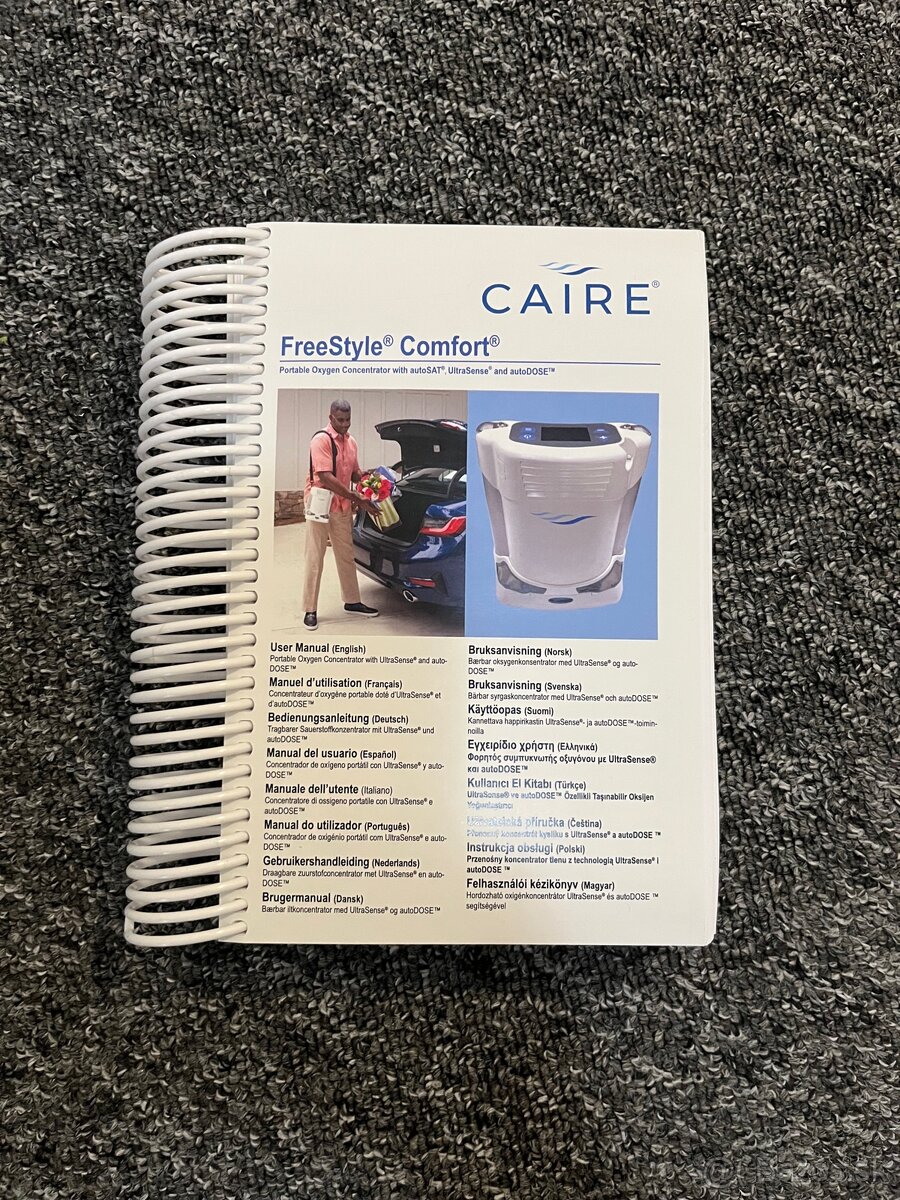 CAIRE®
FreeStyle® Comfort®
Portable Oxygen Concentrator with autoSAT®, UltraSense® and autoDOSE™
User Manual (English)
Portable Oxygen Concentrator with UltraSense® and auto-
DOSE™
Manuel d'utilisation (Français)
Concentrateur d'oxygène portable doté d'UltraSense® et
d'autoDOSE™
Bedienungsanleitung (Deutsch)
Tragbarer Sauerstoffkonzentrator mit UltraSense® und
autoDOSE™
Manual del usuario (Español)
Concentrador de oxígeno portátil con UltraSense® y auto-
DOSE™
Manuale dell'utente (Italiano)
Concentratore di ossigeno portatile con UltraSense® e
autoDOSE™
Manual do utilizador (Português)
Concentrador de oxigénio portátil com UltraSense® e auto-
DOSE™
Gebruikershandleiding (Nederlands)
Draagbare zuurstofconcentrator met UltraSense® en auto-
DOSE™
Brugermanual (Dansk)
Bærbar iltkoncentrator med UltraSense® og autoDOSE™
Bruksanvisning (Norsk)
Bærbar oksygenkonsentrator med UltraSense® og auto-
DOSE™
Bruksanvisning (Svenska)
Bärbar syrgaskoncentrator med UltraSense® och autoDOSE™
Käyttöopas (Suomi)
Kannettava happirikastin UltraSense®- ja autoDOSE™-toimin-
noilla
Εγχειρίδιο χρήστη (Ελληνικά)
Φορητός συμπυκνωτής οξυγόνου με UltraSense®
και autoDOSE™
Kullanıcı El Kitabı (Türkçe)
UltraSense® ve autoDOSE™ Özellikli Taşınabilir Oksijen
příručka (Čeština)
Přenosný koncentrát kyslíku s UltraSense® a autoDOSE ™
Instrukcja obsługi (Polski)
Przenośny koncentrator tlenu z technologią UltraSense® i
autoDOSE ™
Felhasználói kézikönyv (Magyar)
Hordozható oxigénkoncentrátor UltraSense® és autoDOSE ™
segítségével